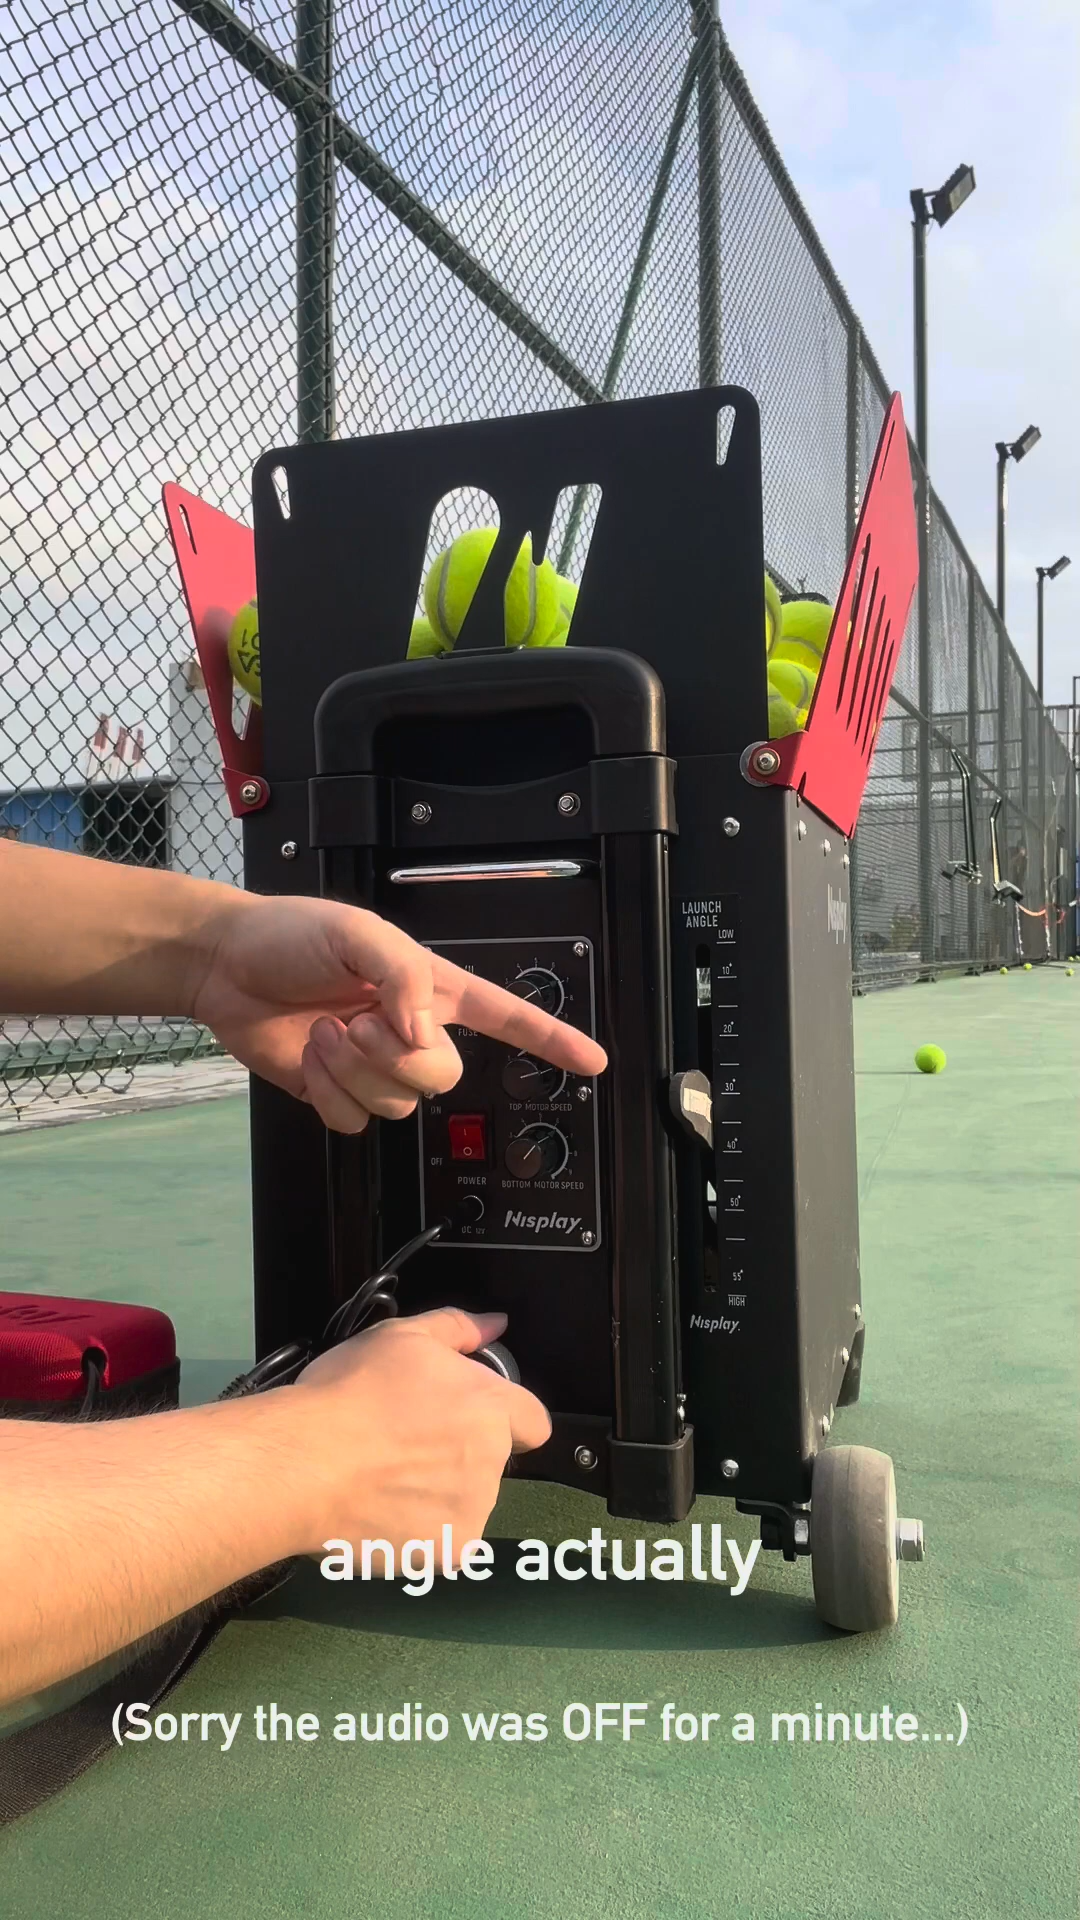 LAUNCH
ANGLE
LOW
10°
20°
30°
40°
50°
55°
HIGH
Nisplay.
Nisplay
FUSE
TOP MOTOR SPEED
ON
OFF
POWER
BOTTOM MOTOR SPEED
DC 12V
Nisplay.
angle actually
(Sorry the audio was OFF for a minute...)